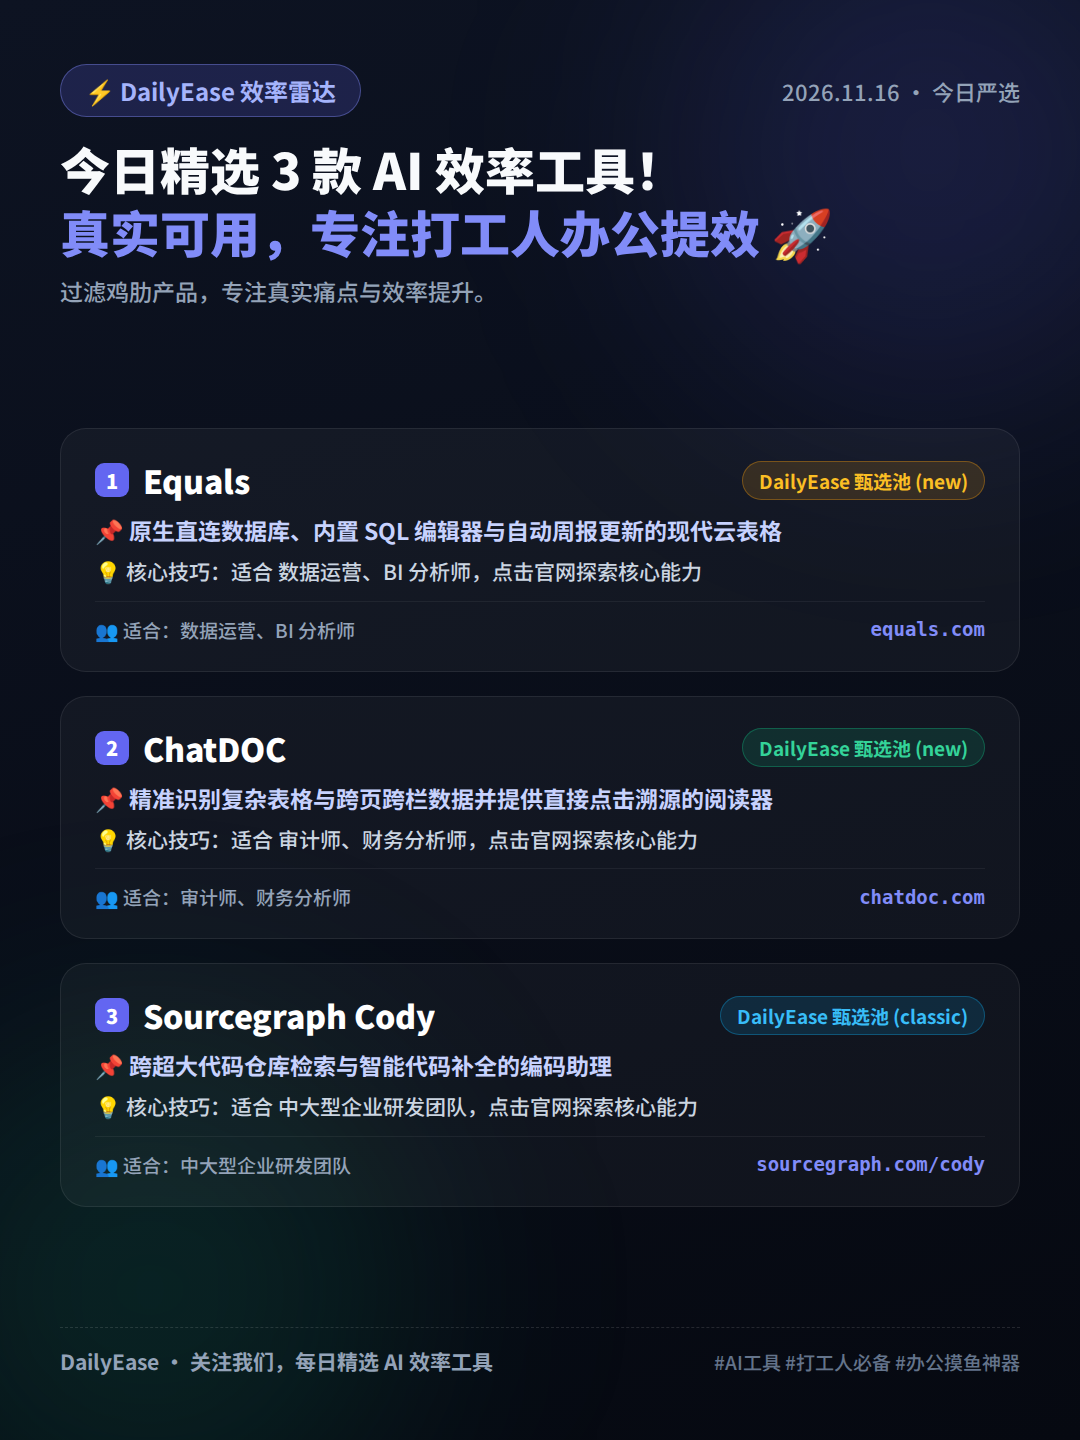 ⚡ DailyEase 效率雷达
2026.11.16 • 今日严选
今日精选 3 款 AI 效率工具！
真实可用，专注打工人办公提效 🚀
过滤鸡肋产品，专注真实痛点与效率提升。
1 Equals
DailyEase 甄选池 (new)
📌 原生直连数据库、内置 SQL 编辑器与自动周报更新的现代云表格
💡 核心技巧：适合 数据运营、BI 分析师，点击官网探索核心能力
👥 适合：数据运营、BI 分析师
equals.com
2 ChatDOC
DailyEase 甄选池 (new)
📌 精准识别复杂表格与跨页跨栏数据并提供直接点击溯源的阅读器
💡 核心技巧：适合 审计师、财务分析师，点击官网探索核心能力
👥 适合：审计师、财务分析师
chatdoc.com
3 Sourcegraph Cody
DailyEase 甄选池 (classic)
📌 跨超大代码仓库检索与智能代码补全的编码助理
💡 核心技巧：适合 中大型企业研发团队，点击官网探索核心能力
👥 适合：中大型企业研发团队
sourcegraph.com/cody
DailyEase • 关注我们，每日精选 AI 效率工具
#AI工具 #打工人必备 #办公摸鱼神器